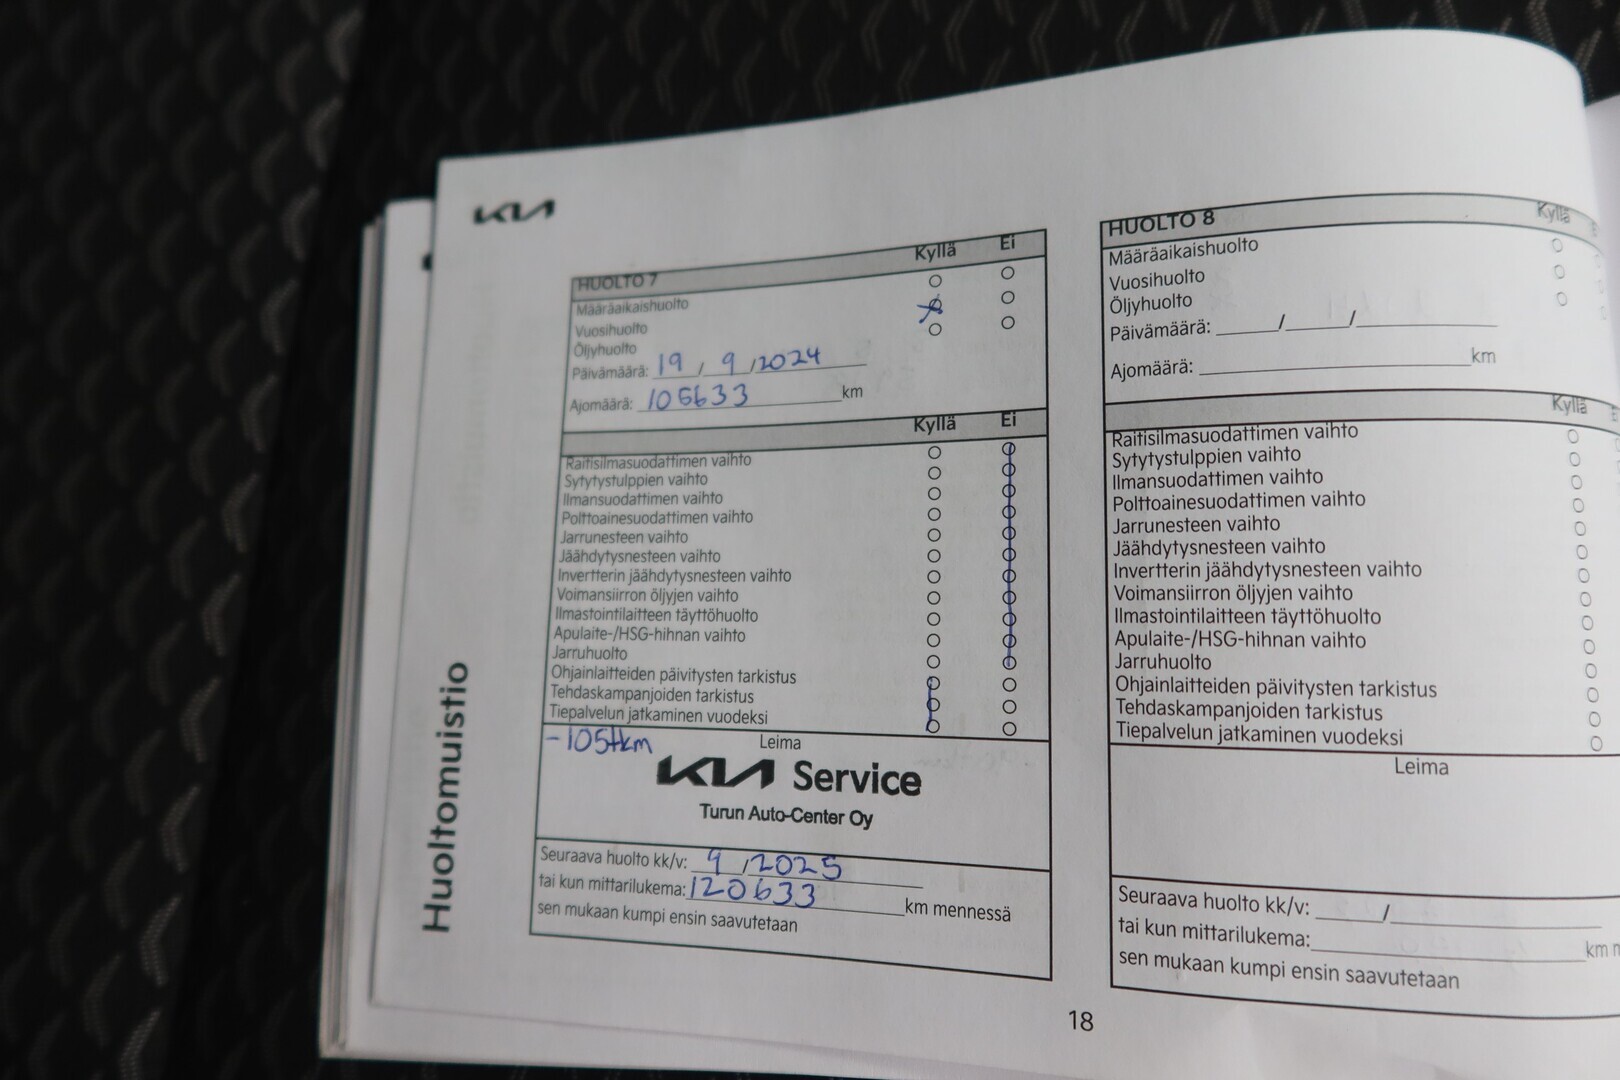 KIA
HUOLTO 7 Kyllä Ei
Määräaikaishuolto
Vuosihuolto
Öljyhuolto
Päivämäärä: 19 / 9 / 2024
Ajomäärä: 105633 km
Kyllä Ei
Raitisilmasuodattimen vaihto
Sytytystulppien vaihto
Ilmansuodattimen vaihto
Polttoainesuodattimen vaihto
Jarrunesteen vaihto
Jäähdytysnesteen vaihto
Invertterin jäähdytysnesteen vaihto
Voimansiirron öljyjen vaihto
Ilmastointilaitteen täyttöhuolto
Apulaite-/HSG-hihnan vaihto
Jarruhuolto
Ohjainlaitteiden päivitysten tarkistus
Tehdaskampanjoiden tarkistus
Tiepalvelun jatkaminen vuodeksi
-105tkm Leima
KIA Service
Turun Auto-Center Oy
Seuraava huolto kk/v: 9 / 2025
tai kun mittarilukema: 120633 km mennessä
sen mukaan kumpi ensin saavutetaan
Huoltomuistio
HUOLTO 8 Kyllä
Määräaikaishuolto
Vuosihuolto
Öljyhuolto
Päivämäärä: / /
Ajomäärä: km
Kyllä
Raitisilmasuodattimen vaihto
Sytytystulppien vaihto
Ilmansuodattimen vaihto
Polttoainesuodattimen vaihto
Jarrunesteen vaihto
Jäähdytysnesteen vaihto
Invertterin jäähdytysnesteen vaihto
Voimansiirron öljyjen vaihto
Ilmastointilaitteen täyttöhuolto
Apulaite-/HSG-hihnan vaihto
Jarruhuolto
Ohjainlaitteiden päivitysten tarkistus
Tehdaskampanjoiden tarkistus
Tiepalvelun jatkaminen vuodeksi
Leima
Seuraava huolto kk/v: /
tai kun mittarilukema: km
sen mukaan kumpi ensin saavutetaan
18